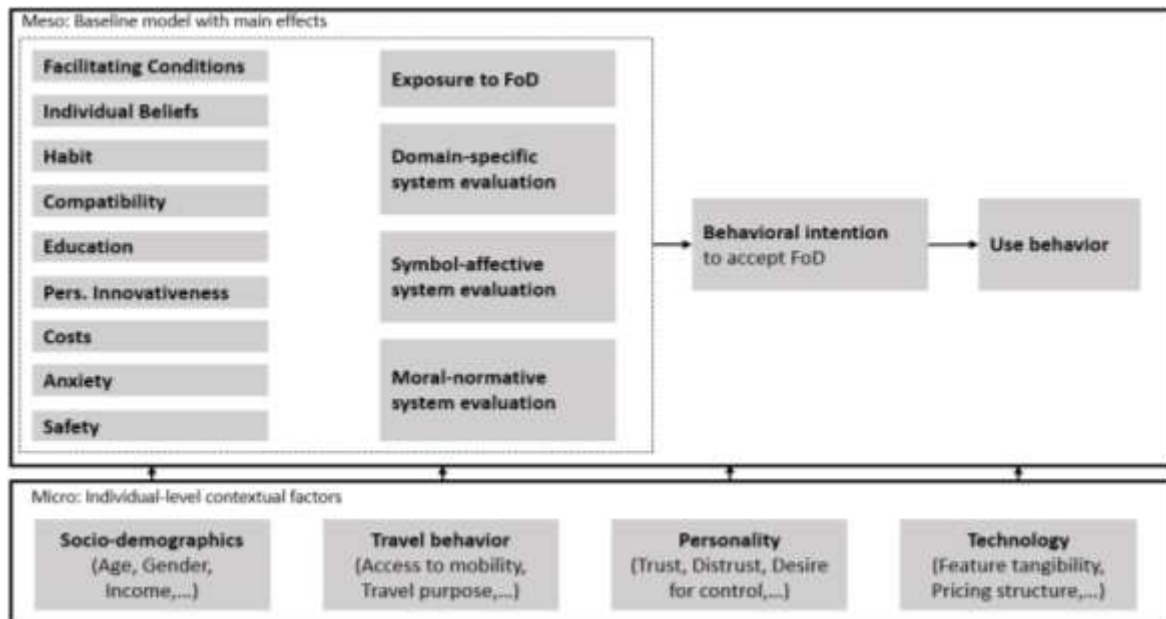 Meso: Baseline model with main effects
Facilitating Conditions
Individual Beliefs
Habit
Compatibility
Education
Pers. Innovativeness
Costs
Anxiety
Safety
Exposure to FoD
Domain-specific
system evaluation
Symbol-affective
system evaluation
Moral-normative
system evaluation
Behavioral intention
to accept FoD
Use behavior
Micro: Individual-level contextual factors
Socio-demographics
(Age, Gender,
Income,...)
Travel behavior
(Access to mobility,
Travel purpose,...)
Personality
(Trust, Distrust, Desire
for control,...)
Technology
(Feature tangibility,
Pricing structure,...)